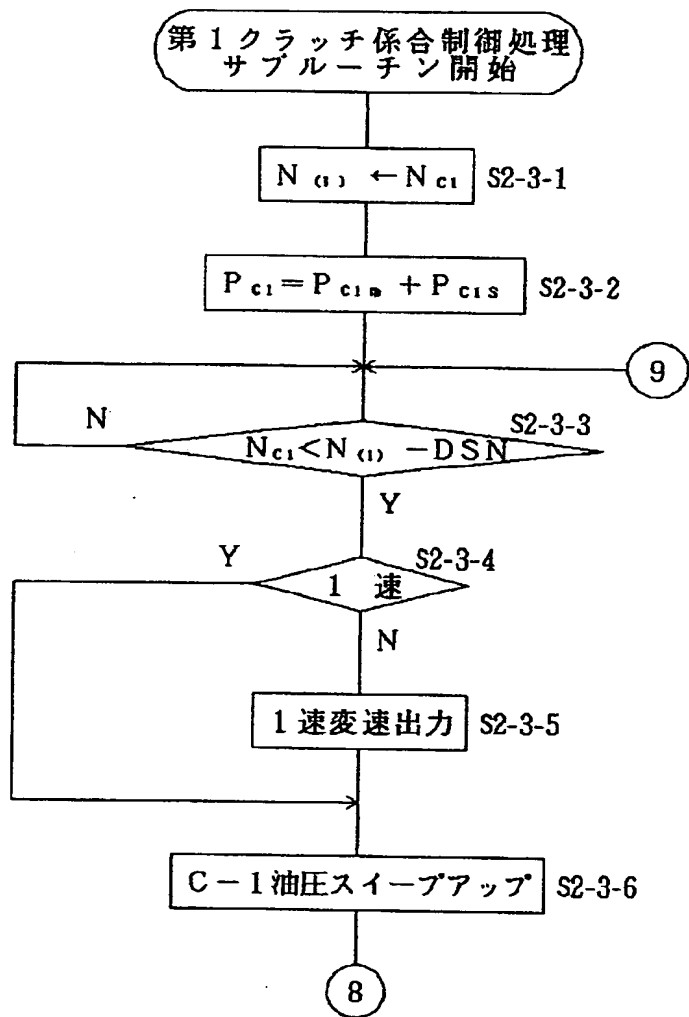 第1クラッチ係合制御処理
サブルーチン開始
N(1) ← NC1 S2-3-1
PC1=PC1m + PC1S S2-3-2
9
N
S2-3-3
NC1<N(1) −DSN
Y
Y
S2-3-4
1 速
N
1速変速出力 S2-3-5
C−1油圧スイープアップ S2-3-6
8